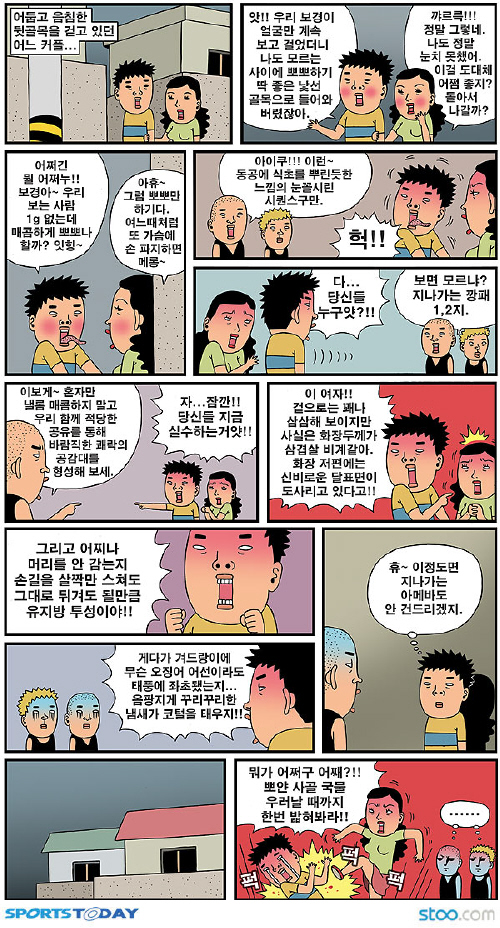 어둡고 음침한
뒷골목을 걷고 있던
어느 커플...
앗!! 우리 보경이
얼굴만 계속
보고 걸었더니
나도 모르는
사이에 뽀뽀하기
딱 좋은 낯선
골목으로 들어와
버렸잖아.
까르륵!!!
정말 그렇네.
나도 정말
눈치 못했어.
이걸 도대체
어쩜 좋지?
돌아서
나갈까?
어쩌긴
뭘 어쩌누!!
보경아~ 우리
보는 사람
1g 없는데
매콤하게 뽀뽀나
할까? 잇힝~
아휴~
그럼 뽀뽀만
하기다.
여느때처럼
또 가슴에
손 파지하면
메롱~
아이쿠!!! 이런~
동공에 식초를 뿌린듯한
느낌의 눈꼴시린
시퀀스구만.
헉!!
다...
당신들
누구얏?!!
보면 모르냐?
지나가는 깡패
1,2지.
이보게~ 혼자만
낼름 매콤하지 말고
우리 함께 적당한
공유를 통해
바람직한 쾌락의
공감대를
형성해 보세.
자...잠깐!!
당신들 지금
실수하는거얏!!
이 여자!!
겉으로는 꽤나
삼삼해 보이지만
사실은 화장두께가
삼겹살 비계같아.
화장 저편에는
신비로운 달표면이
도사리고 있다고!!
그리고 어찌나
머리를 안 감는지
손길을 살짝만 스쳐도
그대로 튀겨도 될만큼
유지방 투성이야!!
휴~ 이정도면
지나가는
아메바도
안 건드리겠지.
게다가 겨드랑이에
무슨 오징어 어선이라도
태풍에 좌초됐는지...
음팡지게 꾸리꾸리한
냄새가 코털을 태우지!!
뭐가 어쩌구 어째?!!
뽀얀 사골 국물
우러날 때까지
한번 밟혀봐라!!
......
퍽
퍽
퍽
SPORTS TODAY
stoo.com